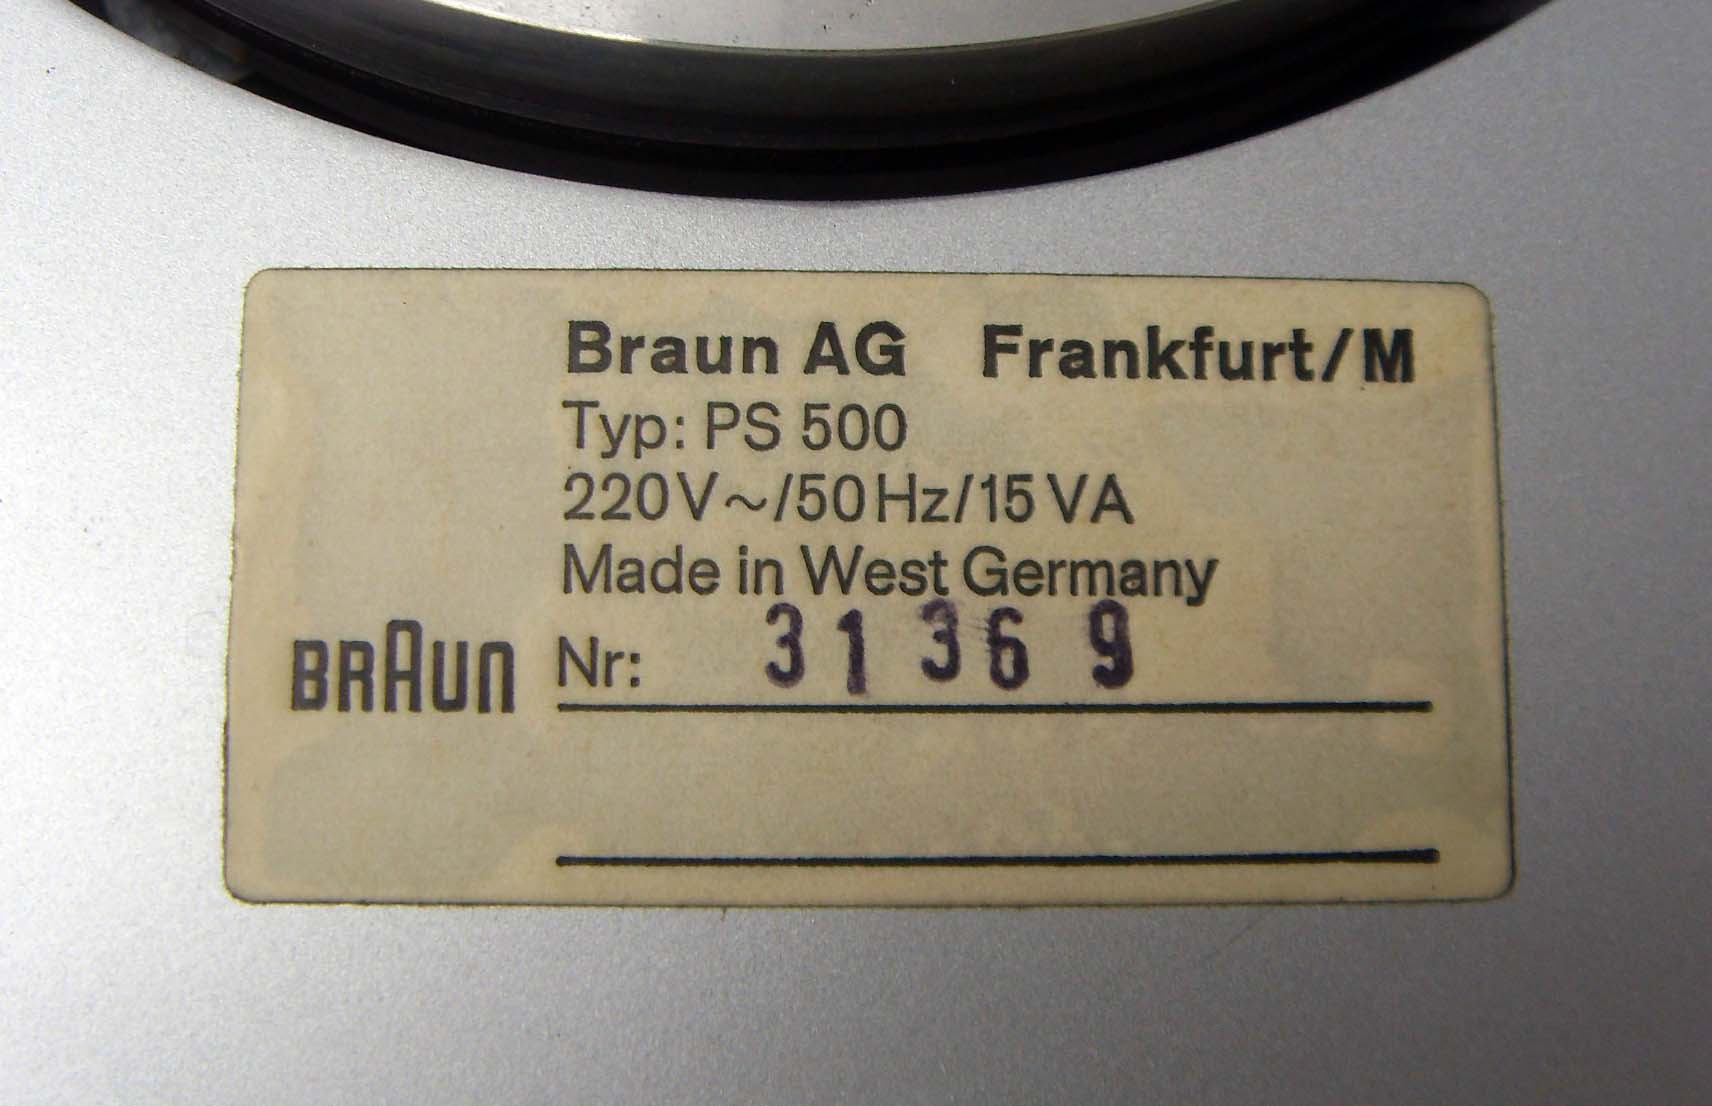 Braun AG Frankfurt/M
Typ: PS 500
220V~/50Hz/15VA
Made in West Germany
BRAUN Nr: 31369